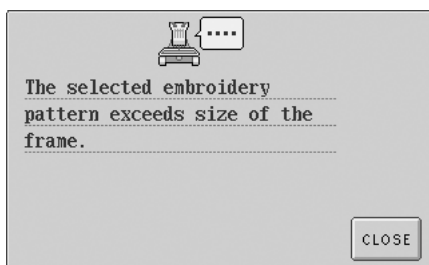 ....
The selected embroidery
pattern exceeds size of the
frame.
CLOSE